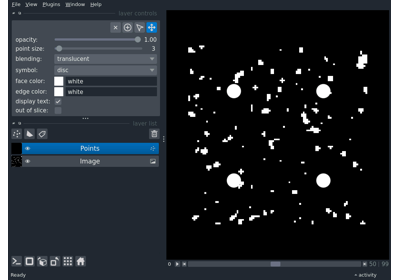 File View Plugins Window Help
layer controls
opacity: 1.00
point size: 3
blending: translucent
symbol: disc
face color: white
edge color: white
display text:
out of slice:
layer list
Points
Image
50 99
Ready
activity